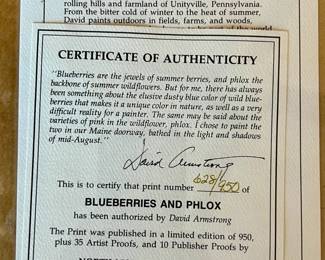 rolling hills and farmland of Unityville, Pennsylvania.
From the bitter cold of winter to the heat of summer,
David paints outdoors in fields, farms, and woods,
CERTIFICATE OF AUTHENTICITY
"Blueberries are the jewels of summer berries, and phlox the
backbone of summer wildflowers. But for me, there has always
been something about the elusive dusty blue color of wild blue-
berries that makes it a unique color in nature, as well as a very
difficult reality for a painter. The same may be said about the
varieties of pink in the wildflower, phlox. I chose to paint the
two in our Maine doorway, bathed in the light and shadows
of mid-August."
David Armstrong
This is to certify that print number 628/950 of
BLUEBERRIES AND PHLOX
has been authorized by David Armstrong
The Print was published in a limited edition of 950,
plus 35 Artist Proofs, and 10 Publisher Proofs by